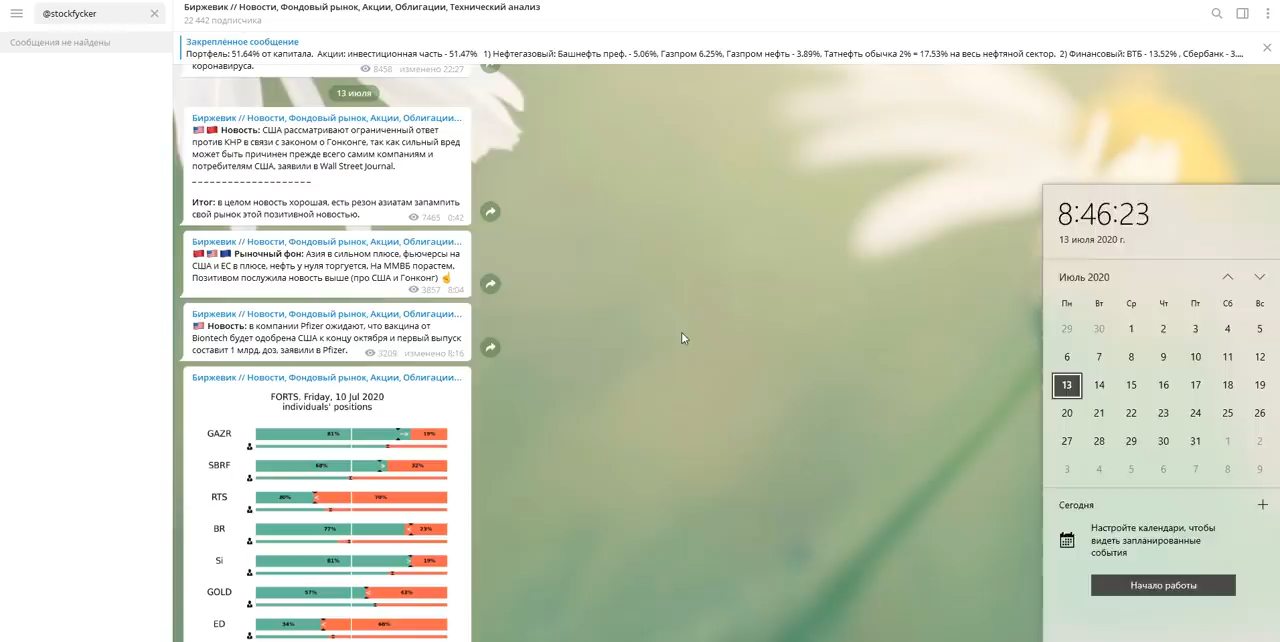 @stockfycker
Сообщения не найдены
Биржевик // Новости, Фондовый рынок, Акции, Облигации, Технический анализ
22 442 подписчика
Закреплённое сообщение
Портфель: 51.64% от капитала. Акции: инвестиционная часть - 51.47% 1) Нефтегазовый: Башнефть преф. - 5.06%, Газпром 6.25%, Газпром нефть - 3.89%, Татнефть обычка 2% = 17.53% на весь нефтяной сектор. 2) Финансовый: ВТБ - 13.52% , Сбербанк - 3....
коронавируса.
8458 изменено 22:27
13 июля
Биржевик // Новости, Фондовый рынок, Акции, Облигации...
Новость: США рассматривают ограниченный ответ
против КНР в связи с законом о Гонконге, так как сильный вред
может быть причинен прежде всего самим компаниям и
потребителям США, заявили в Wall Street Journal.
--------------------
Итог: в целом новость хорошая, есть резон азиатам запампить
свой рынок этой позитивной новостью.
7465 0:42
Биржевик // Новости, Фондовый рынок, Акции, Облигации...
Рыночный фон: Азия в сильном плюсе, фьючерсы на
США и ЕС в плюсе, нефть у нуля торгуется. На ММВБ порастем.
Позитивом послужила новость выше (про США и Гонконг)
3857 8:04
Биржевик // Новости, Фондовый рынок, Акции, Облигации...
Новость: в компании Pfizer ожидают, что вакцина от
Biontech будет одобрена США к концу октября и первый выпуск
составит 1 млрд. доз, заявили в Pfizer.
3209 изменено 8:16
Биржевик // Новости, Фондовый рынок, Акции, Облигации...
FORTS, Friday, 10 Jul 2020
individuals' positions
GAZR 81% 19%
SBRF 68% 32%
RTS 30% 70%
BR 77% 23%
Si 81% 19%
GOLD 57% 43%
ED 34% 66%
8:46:23
13 июля 2020 г.
Июль 2020
Пн Вт Ср Чт Пт Сб Вс
29 30 1 2 3 4 5
6 7 8 9 10 11 12
13 14 15 16 17 18 19
20 21 22 23 24 25 26
27 28 29 30 31 1 2
3 4 5 6 7 8 9
Сегодня
Настройте календари, чтобы
видеть запланированные
события
Начало работы